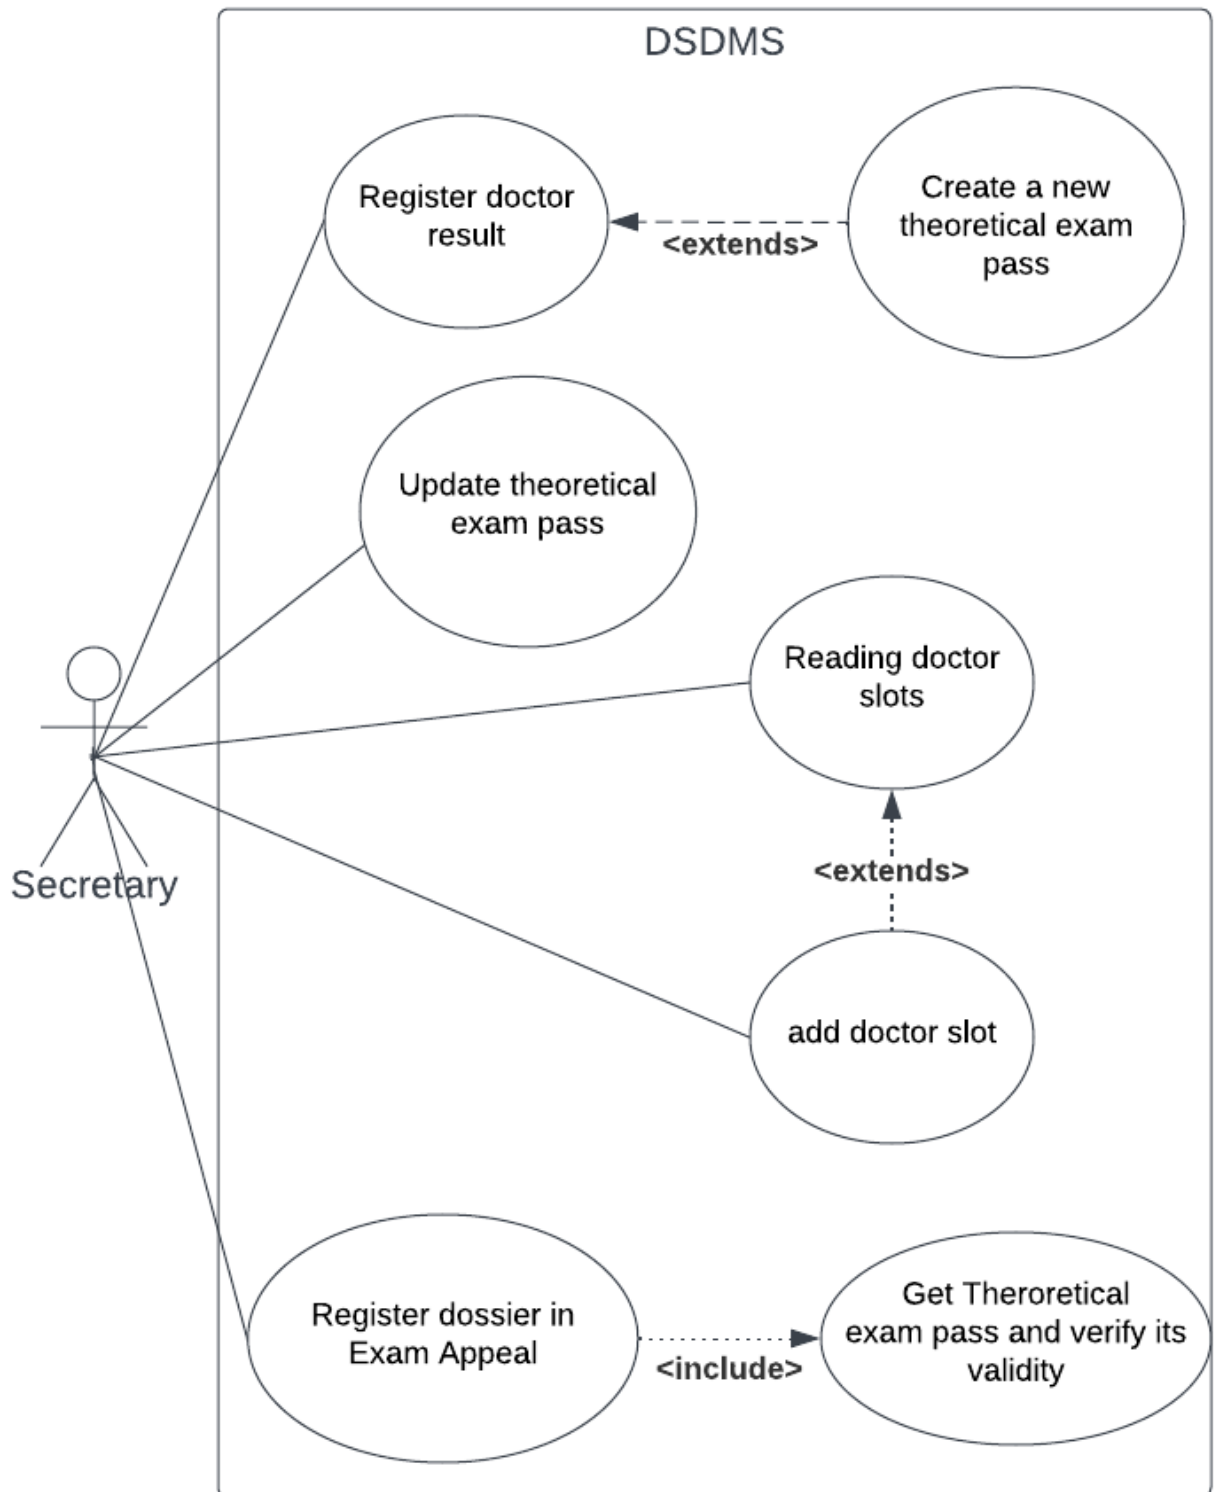 DSDMS
Register doctor
result
<extends>
Create a new
theoretical exam
pass
Update theoretical
exam pass
Reading doctor
slots
<extends>
Secretary
add doctor slot
Register dossier in
Exam Appeal
<include>
Get Theroretical
exam pass and verify its
validity